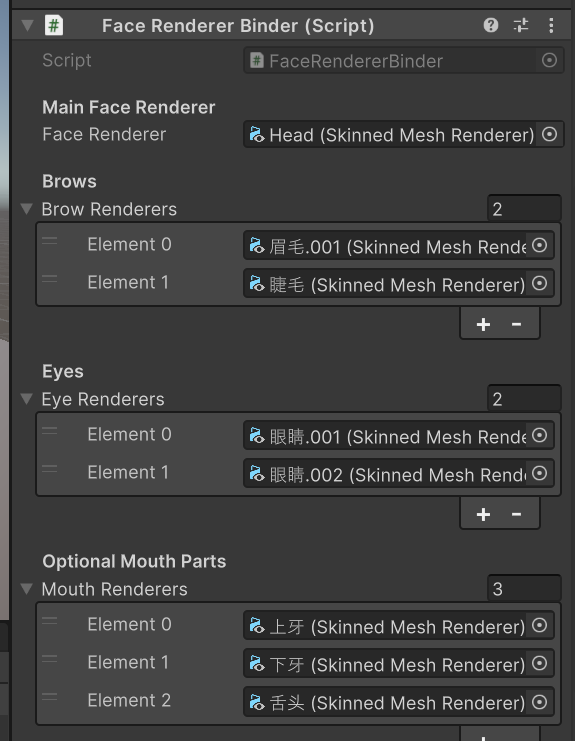 Face Renderer Binder (Script)
Script FaceRendererBinder
Main Face Renderer
Face Renderer Head (Skinned Mesh Renderer)
Brows
Brow Renderers 2
Element 0 眉毛.001 (Skinned Mesh Rende
Element 1 睫毛 (Skinned Mesh Renderer)
+ -
Eyes
Eye Renderers 2
Element 0 眼睛.001 (Skinned Mesh Rende
Element 1 眼睛.002 (Skinned Mesh Rend
+ -
Optional Mouth Parts
Mouth Renderers 3
Element 0 上牙 (Skinned Mesh Renderer)
Element 1 下牙 (Skinned Mesh Renderer)
Element 2 舌头 (Skinned Mesh Renderer)